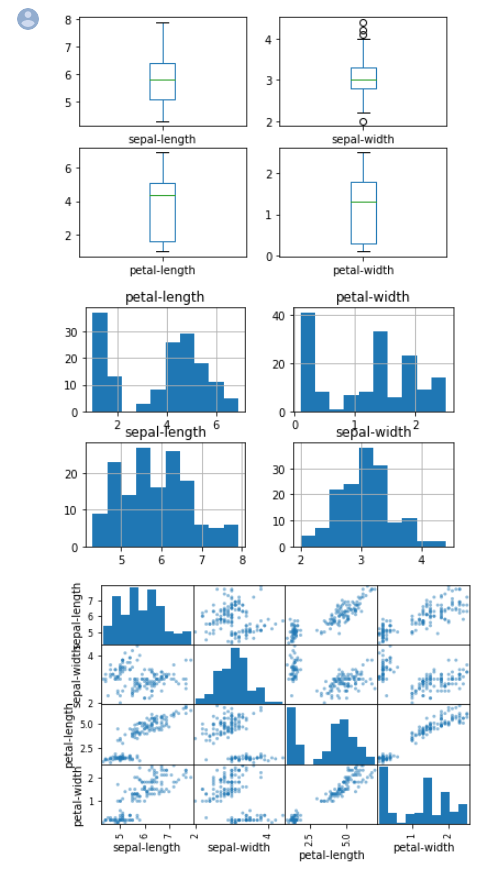 8
7
6
5
sepal-length
4
3
2
sepal-width
6
4
2
petal-length
2
1
0
petal-width
petal-length
30
20
10
0
2 4 6
petal-width
40
20
0
0 1 2
sepal-length
20
10
0
5 6 7 8
sepal-width
30
20
10
0
2 3 4
sepal-length
7
6
5
sepal-width
4
2
petal-length
5.0
2.5
petal-width
2
1
5 6 7 2 4 2.5 5.0 1 2
sepal-length sepal-width petal-length petal-width